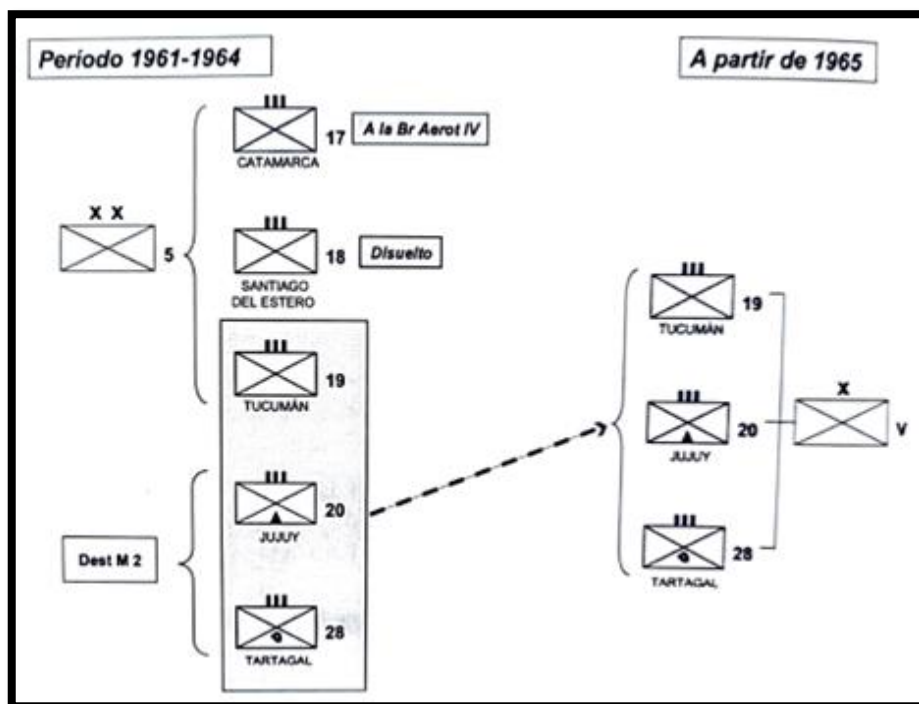 Período 1961-1964
A partir de 1965
III
17
A la Br Aerot IV
CATAMARCA
X X
5
III
18
Disuelto
SANTIAGO
DEL ESTERO
III
19
TUCUMÁN
III
20
JUJUY
Dest M 2
III
28
TARTAGAL
III
19
TUCUMÁN
III
20
JUJUY
X
V
III
28
TARTAGAL